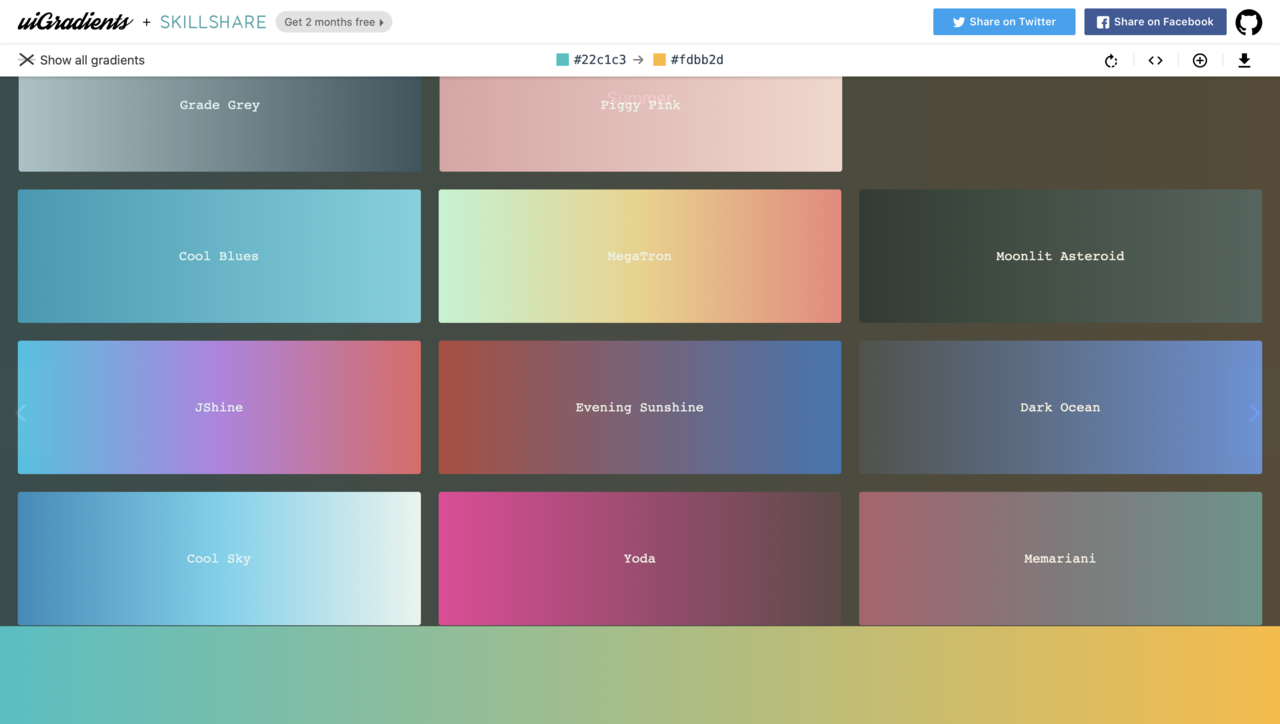 uiGradients + SKILLSHARE Get 2 months free
Share on Twitter
Share on Facebook
Show all gradients
#22c1c3 → #fdbb2d
Grade Grey
Summer
Piggy Pink
Cool Blues
MegaTron
Moonlit Asteroid
JShine
Evening Sunshine
Dark Ocean
Cool Sky
Yoda
Memariani